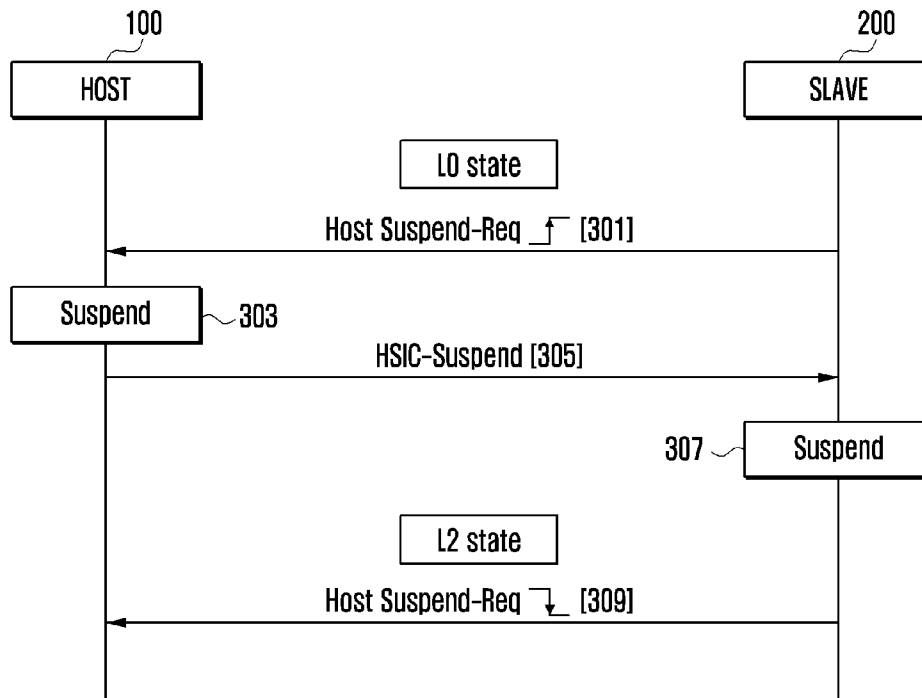 100
200
HOST
SLAVE
L0 state
Host Suspend-Req [301]
Suspend
303
HSIC-Suspend [305]
307
Suspend
L2 state
Host Suspend-Req [309]